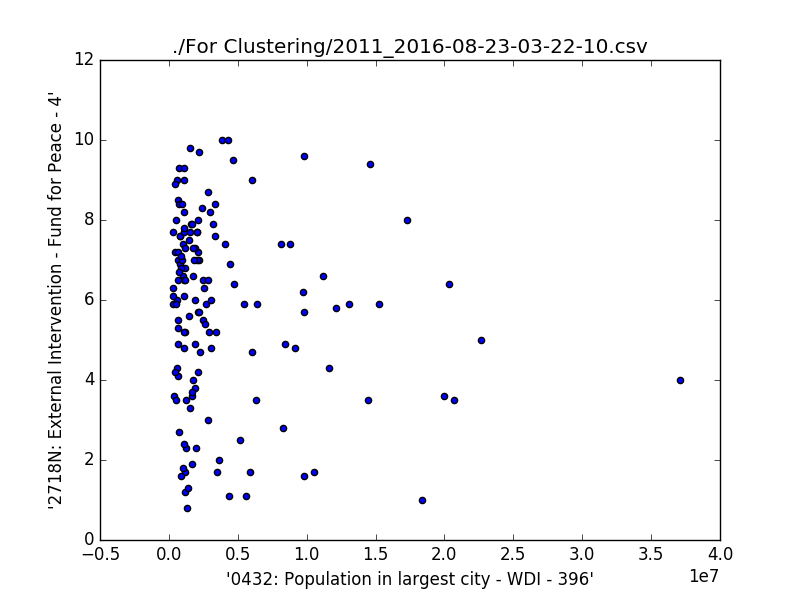 ./For Clustering/2011_2016-08-23-03-22-10.csv
12
10
8
6
4
2
0
'2718N: External Intervention - Fund for Peace - 4'
−0.5 0.0 0.5 1.0 1.5 2.0 2.5 3.0 3.5 4.0
1e7
'0432: Population in largest city - WDI - 396'